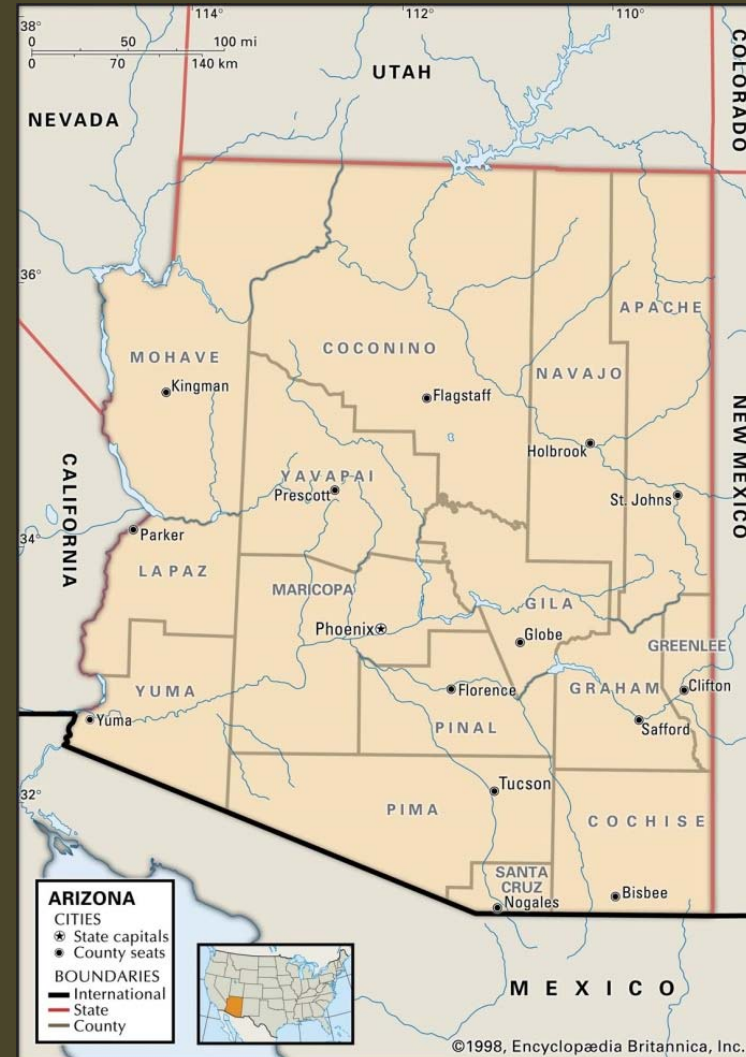 38°
114°
112°
110°
0 50 100 mi
0 70 140 km
UTAH
COLORADO
NEVADA
36°
APACHE
MOHAVE
COCONINO
NAVAJO
Kingman
Flagstaff
NEW MEXICO
Holbrook
CALIFORNIA
YAVAPAI
Prescott
St. Johns
34°
Parker
LA PAZ
MARICOPA
GILA
Phoenix
Globe
GREENLEE
YUMA
GRAHAM
Clifton
Florence
Yuma
PINAL
Safford
32°
Tucson
PIMA
COCHISE
SANTA
CRUZ
Bisbee
Nogales
ARIZONA
CITIES
State capitals
County seats
BOUNDARIES
International
State
County
MEXICO
©1998, Encyclopædia Britannica, Inc.